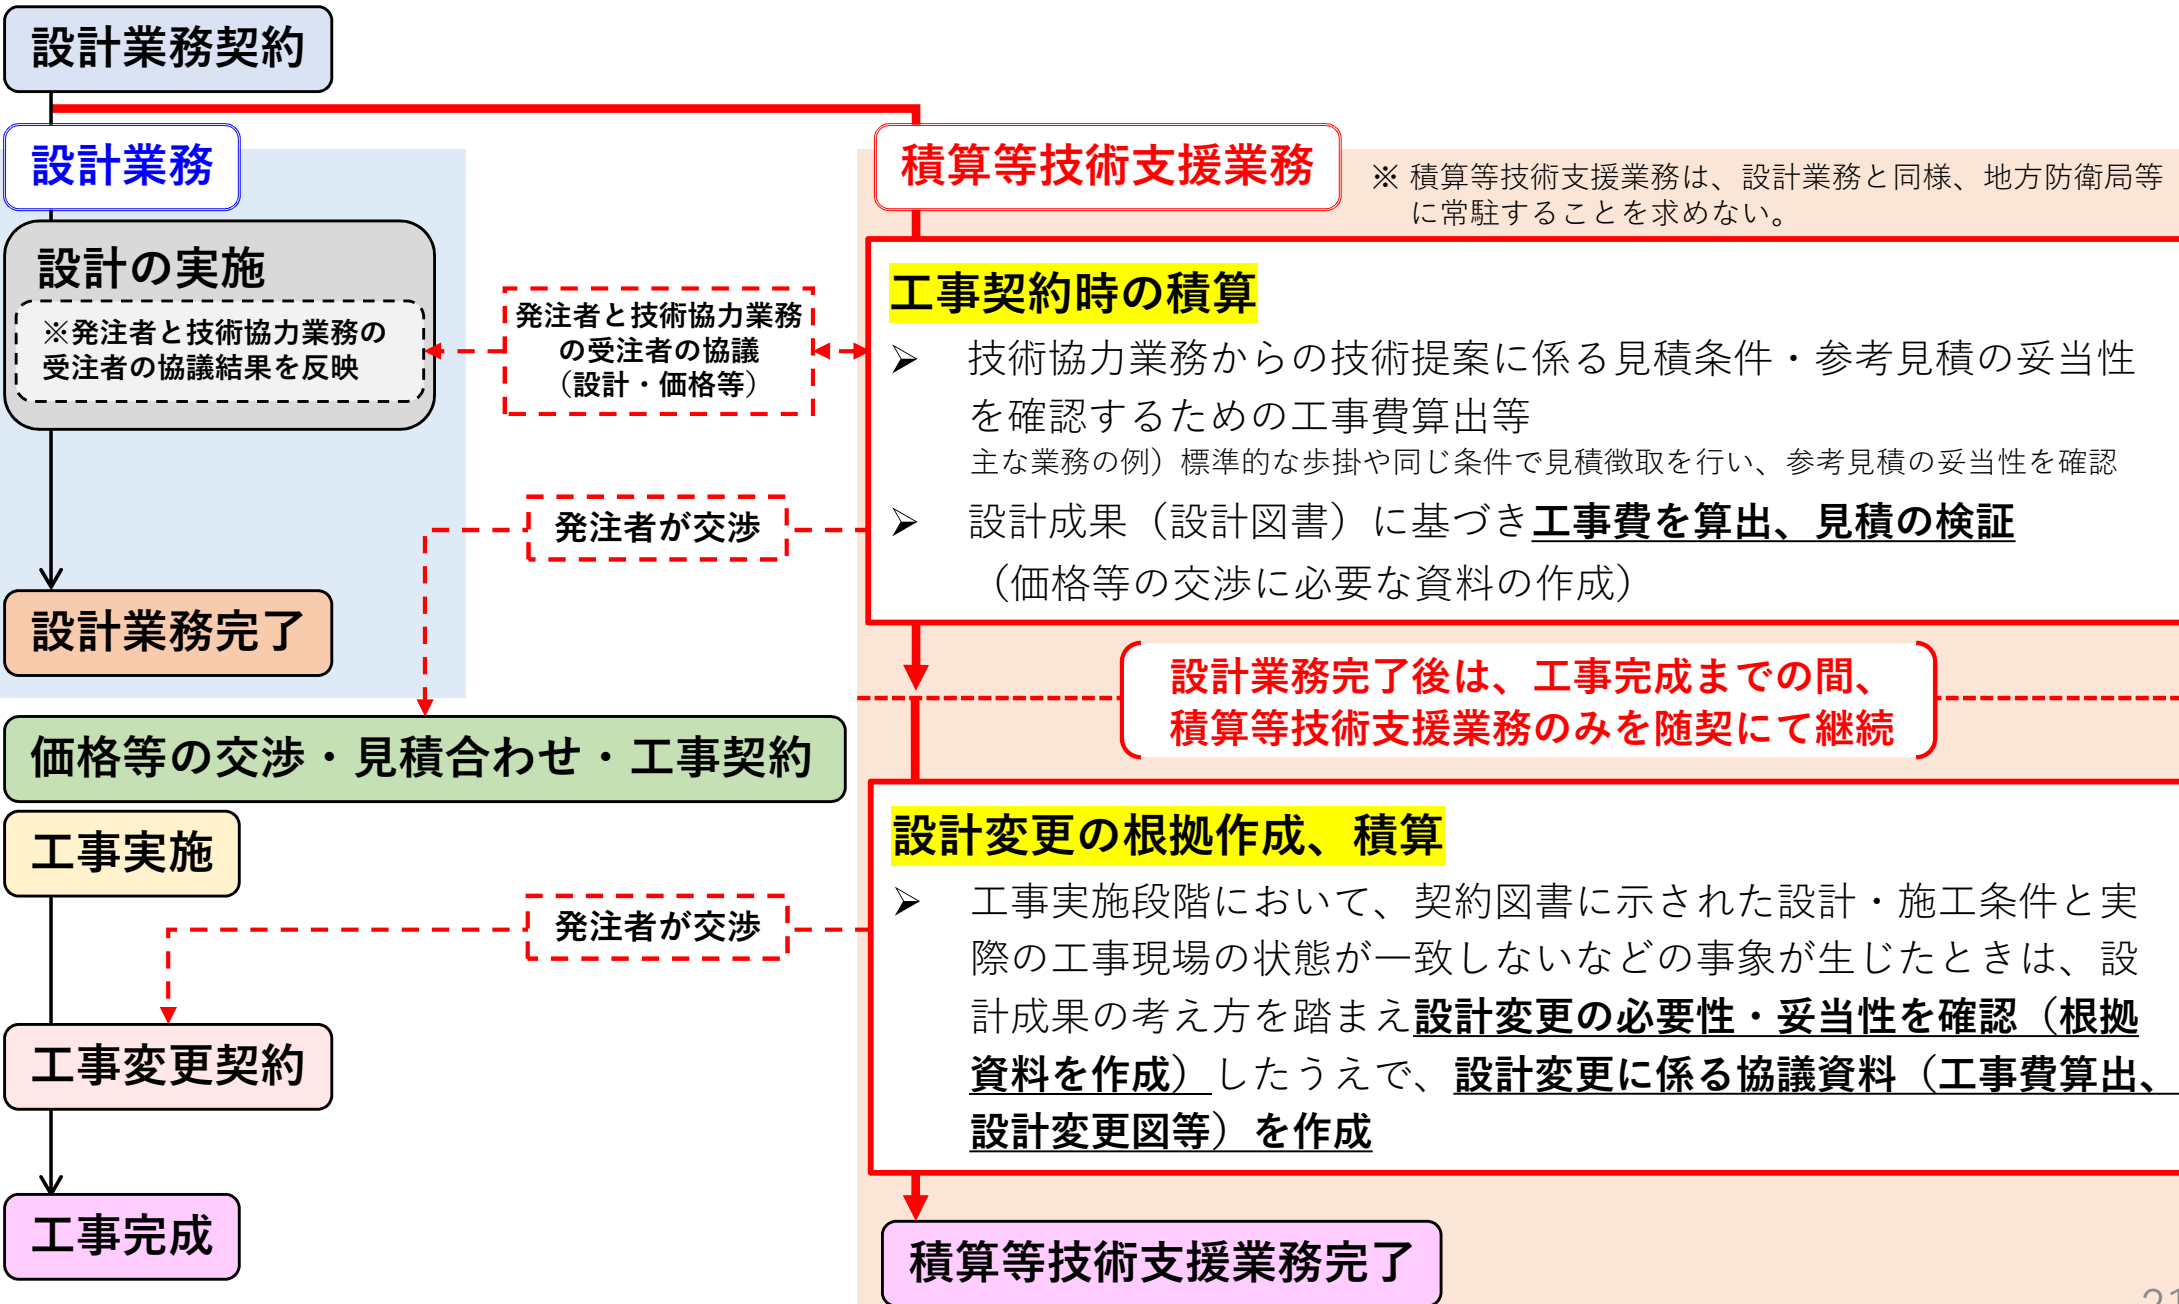 設計業務契約
設計業務
設計の実施
※発注者と技術協力業務の
受注者の協議結果を反映
設計業務完了
発注者と技術協力業務
の受注者の協議
（設計・価格等）
発注者が交渉
積算等技術支援業務
※ 積算等技術支援業務は、設計業務と同様、地方防衛局等
に常駐することを求めない。
工事契約時の積算
➢ 技術協力業務からの技術提案に係る見積条件・参考見積の妥当性
を確認するための工事費算出等
主な業務の例）標準的な歩掛や同じ条件で見積徴取を行い、参考見積の妥当性を確認
➢ 設計成果（設計図書）に基づき工事費を算出、見積の検証
（価格等の交渉に必要な資料の作成）
設計業務完了後は、工事完成までの間、
積算等技術支援業務のみを随契にて継続
価格等の交渉・見積合わせ・工事契約
工事実施
発注者が交渉
工事変更契約
工事完成
設計変更の根拠作成、積算
➢ 工事実施段階において、契約図書に示された設計・施工条件と実
際の工事現場の状態が一致しないなどの事象が生じたときは、設
計成果の考え方を踏まえ設計変更の必要性・妥当性を確認（根拠
資料を作成）したうえで、設計変更に係る協議資料（工事費算出、
設計変更図等）を作成
積算等技術支援業務完了